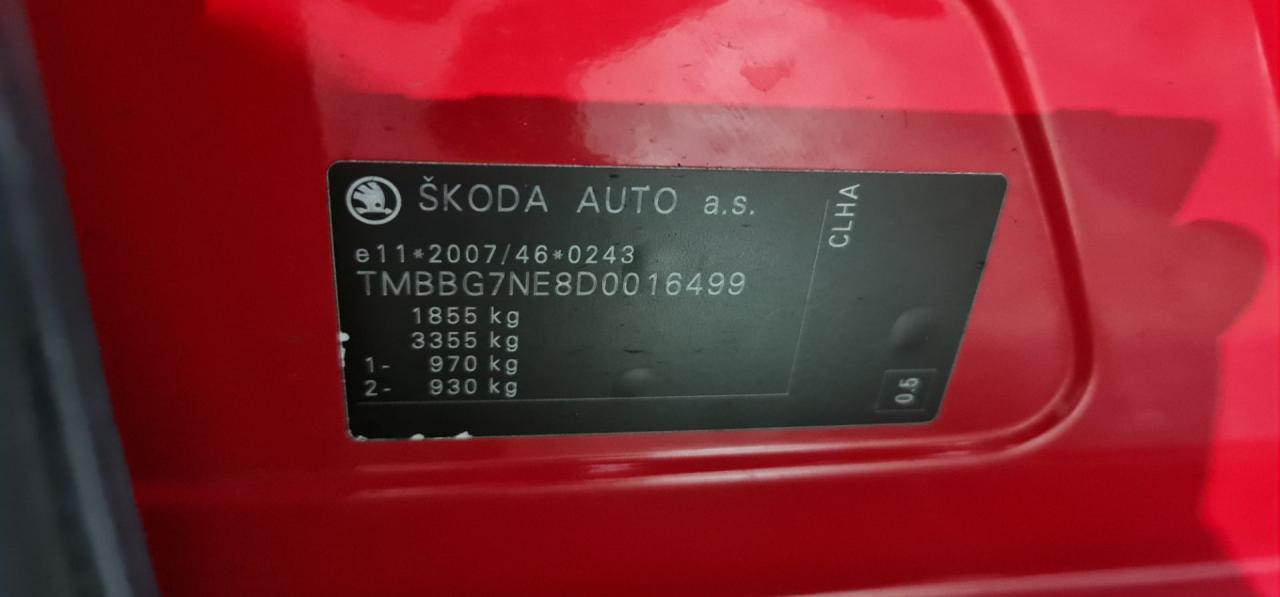 ŠKODA AUTO a.s.
e11*2007/46*0243
TMBBG7NE8D0016499
1855 kg
3355 kg
1- 970 kg
2- 930 kg
CLHA
0.5